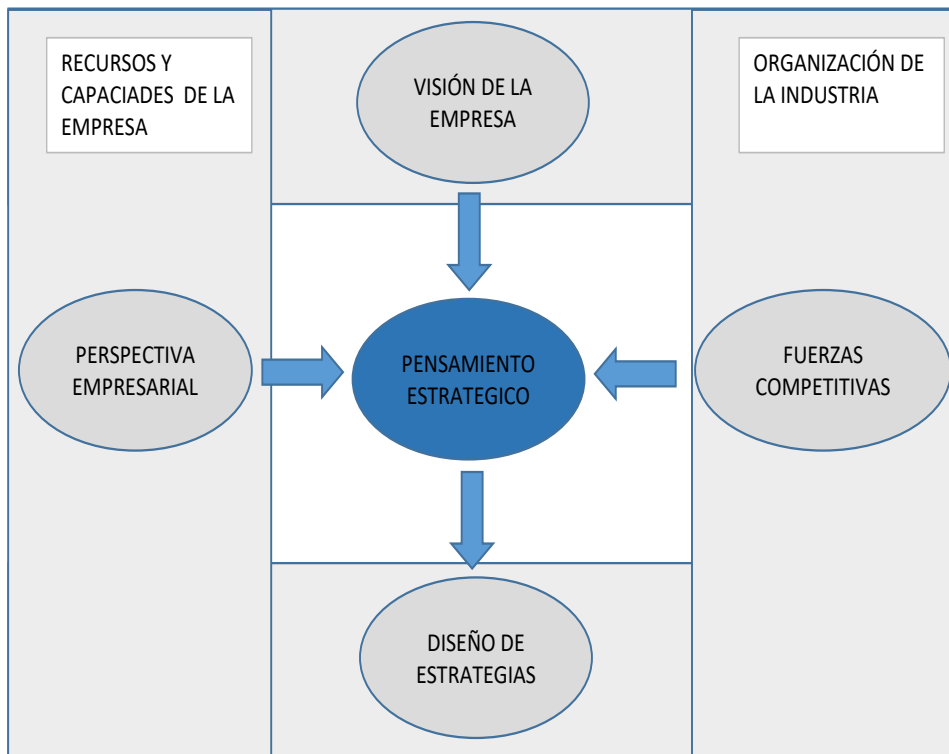 RECURSOS Y
CAPACIADES DE LA
EMPRESA
VISIÓN DE LA
EMPRESA
ORGANIZACIÓN DE
LA INDUSTRIA
PERSPECTIVA
EMPRESARIAL
PENSAMIENTO
ESTRATEGICO
FUERZAS
COMPETITIVAS
DISEÑO DE
ESTRATEGIAS